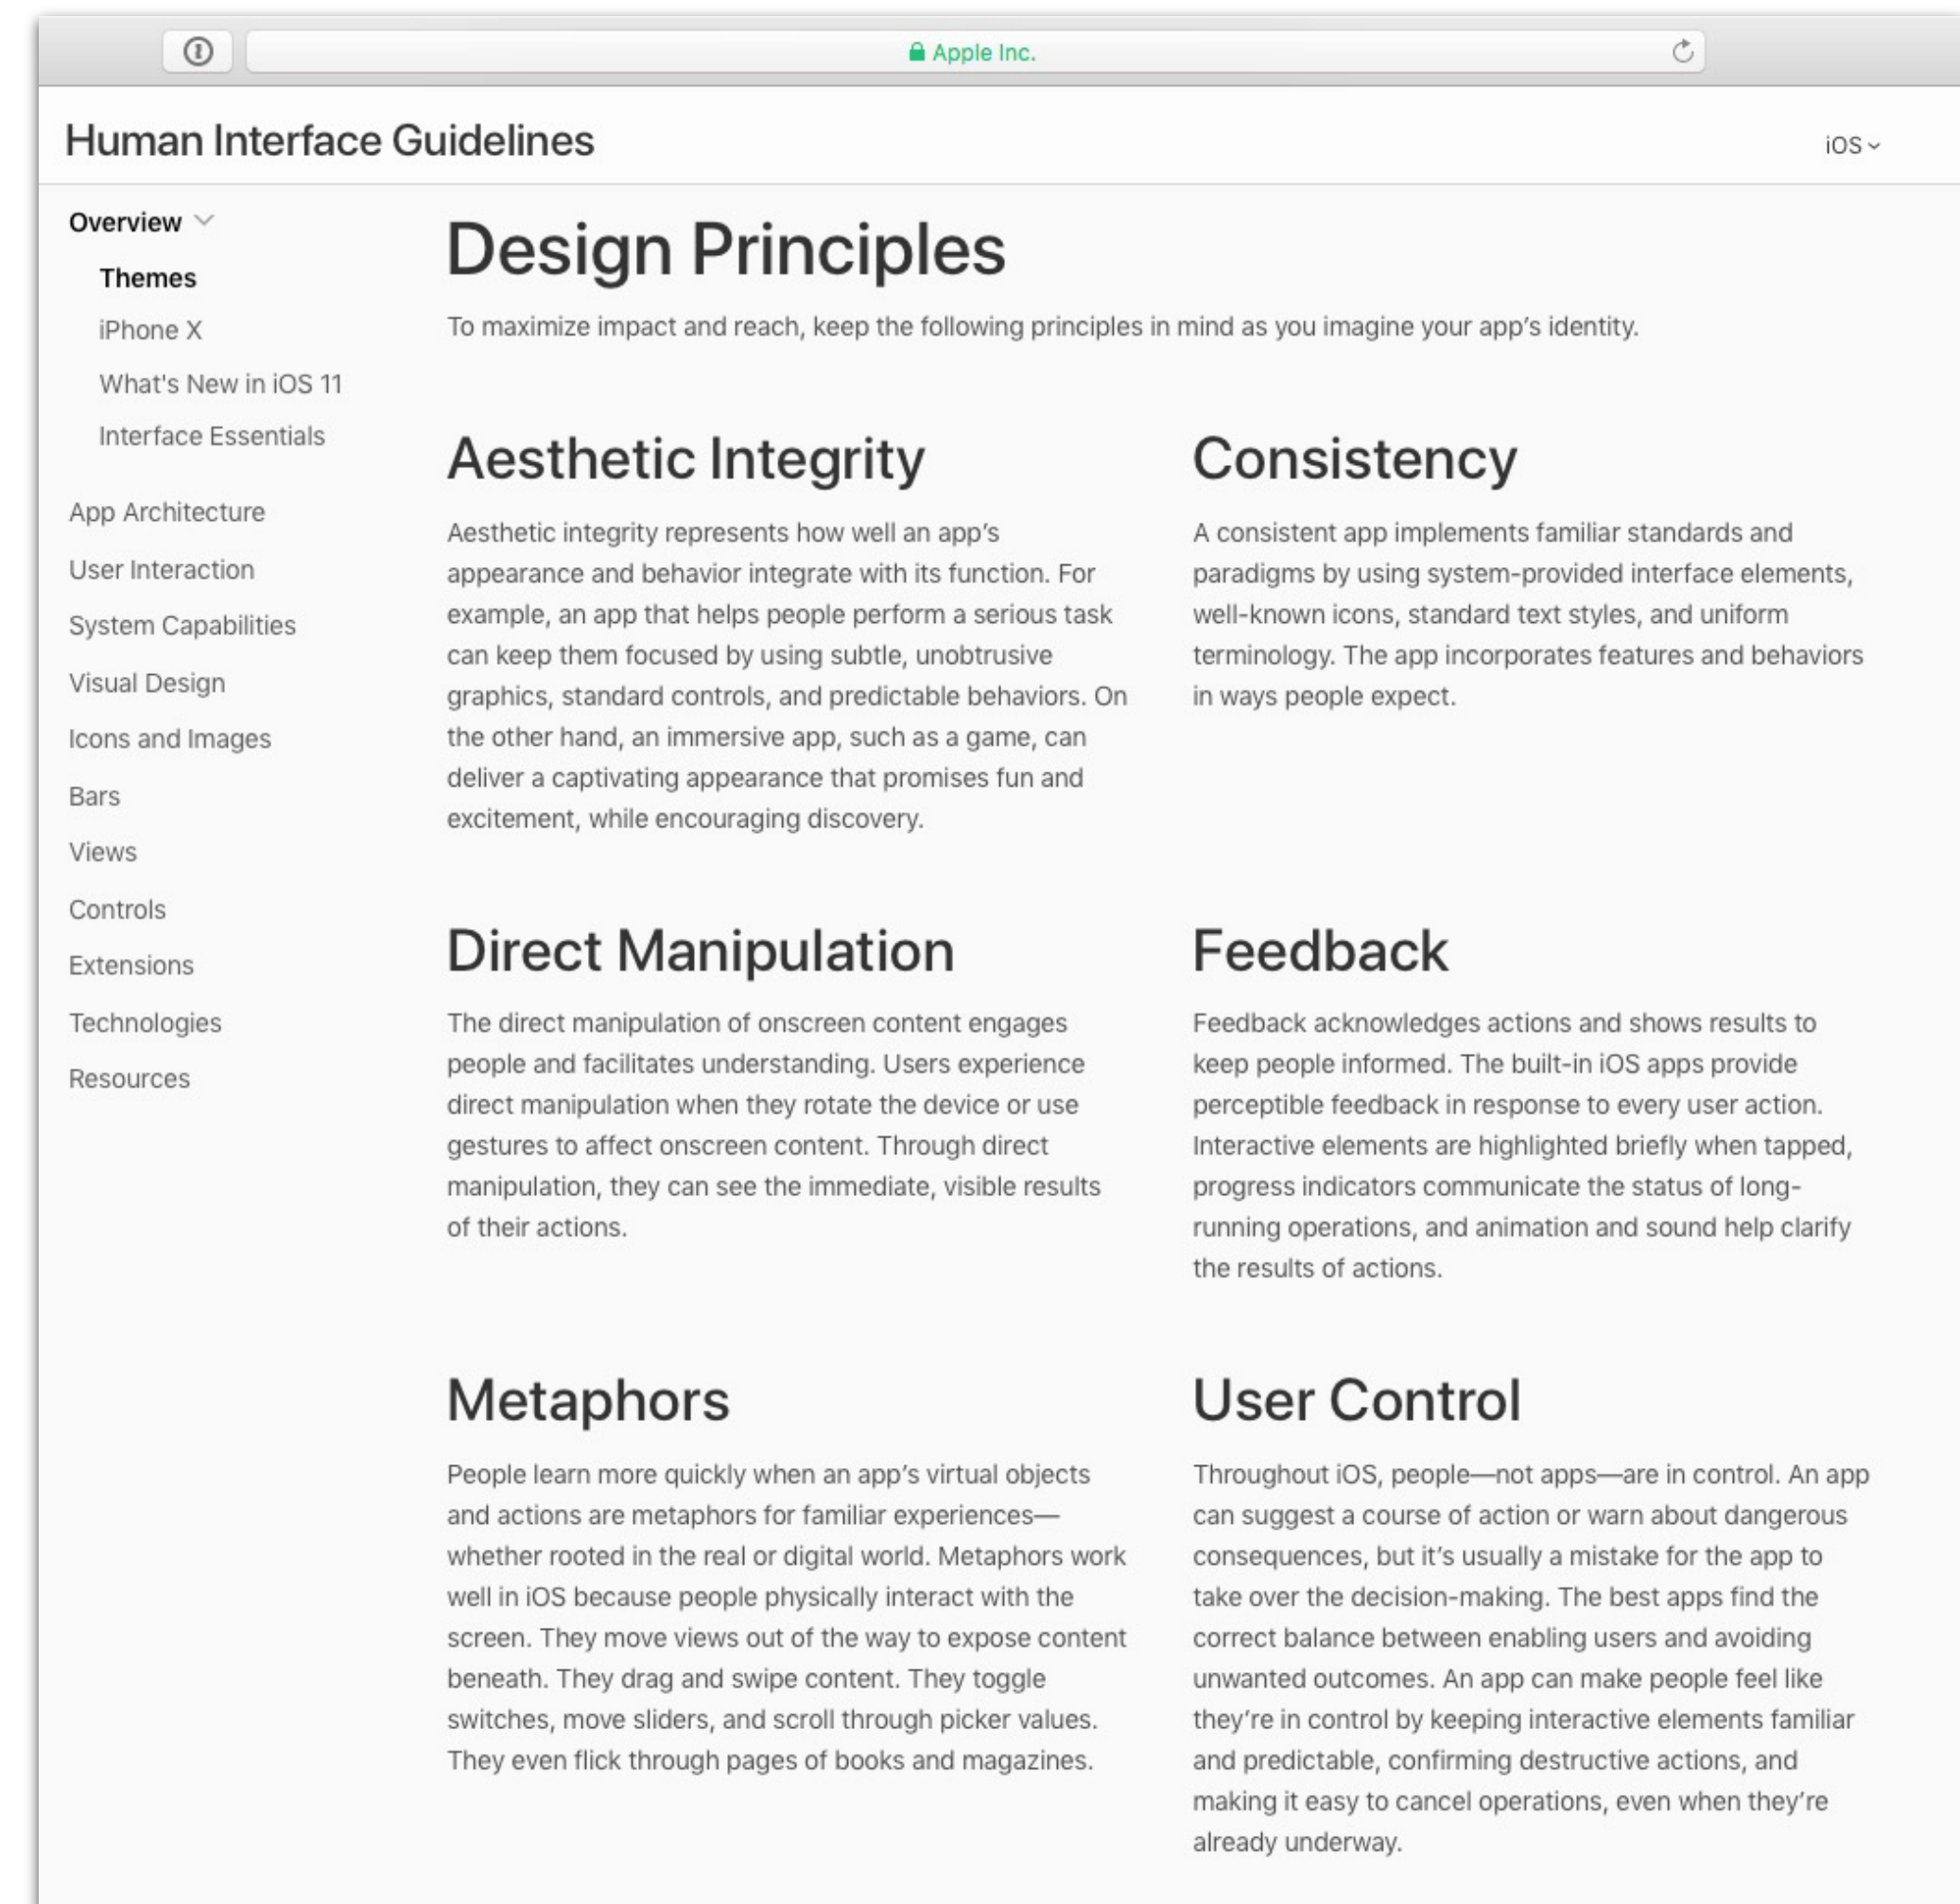 Apple Inc.
Human Interface Guidelines
iOS
Overview
Themes
iPhone X
What's New in iOS 11
Interface Essentials
App Architecture
User Interaction
System Capabilities
Visual Design
Icons and Images
Bars
Views
Controls
Extensions
Technologies
Resources
Design Principles
To maximize impact and reach, keep the following principles in mind as you imagine your app’s identity.
Aesthetic Integrity
Aesthetic integrity represents how well an app’s
appearance and behavior integrate with its function. For
example, an app that helps people perform a serious task
can keep them focused by using subtle, unobtrusive
graphics, standard controls, and predictable behaviors. On
the other hand, an immersive app, such as a game, can
deliver a captivating appearance that promises fun and
excitement, while encouraging discovery.
Consistency
A consistent app implements familiar standards and
paradigms by using system-provided interface elements,
well-known icons, standard text styles, and uniform
terminology. The app incorporates features and behaviors
in ways people expect.
Direct Manipulation
The direct manipulation of onscreen content engages
people and facilitates understanding. Users experience
direct manipulation when they rotate the device or use
gestures to affect onscreen content. Through direct
manipulation, they can see the immediate, visible results
of their actions.
Feedback
Feedback acknowledges actions and shows results to
keep people informed. The built-in iOS apps provide
perceptible feedback in response to every user action.
Interactive elements are highlighted briefly when tapped,
progress indicators communicate the status of long-
running operations, and animation and sound help clarify
the results of actions.
Metaphors
People learn more quickly when an app’s virtual objects
and actions are metaphors for familiar experiences—
whether rooted in the real or digital world. Metaphors work
well in iOS because people physically interact with the
screen. They move views out of the way to expose content
beneath. They drag and swipe content. They toggle
switches, move sliders, and scroll through picker values.
They even flick through pages of books and magazines.
User Control
Throughout iOS, people—not apps—are in control. An app
can suggest a course of action or warn about dangerous
consequences, but it’s usually a mistake for the app to
take over the decision-making. The best apps find the
correct balance between enabling users and avoiding
unwanted outcomes. An app can make people feel like
they’re in control by keeping interactive elements familiar
and predictable, confirming destructive actions, and
making it easy to cancel operations, even when they’re
already underway.